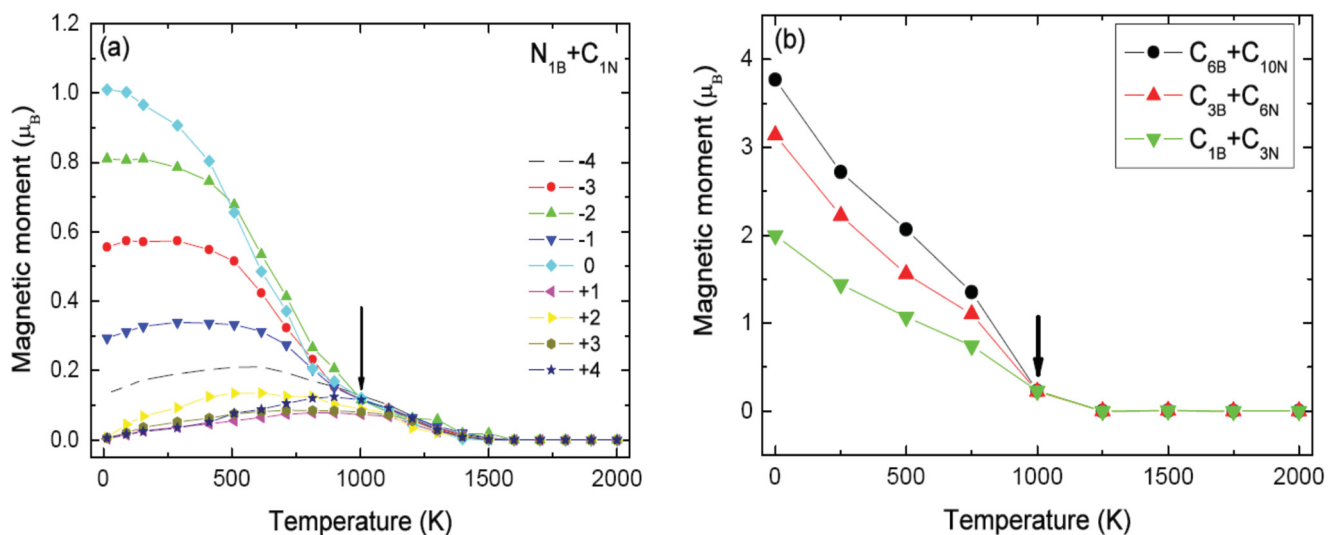 (a)
N1B+C1N
Magnetic moment (μB)
1.2
1.0
0.8
0.6
0.4
0.2
0.0
-4
-3
-2
-1
0
+1
+2
+3
+4
0 500 1000 1500 2000
Temperature (K)
(b)
C6B+C10N
C3B+C6N
C1B+C3N
Magnetic moment (μB)
4
3
2
1
0
0 500 1000 1500 2000
Temperature (K)